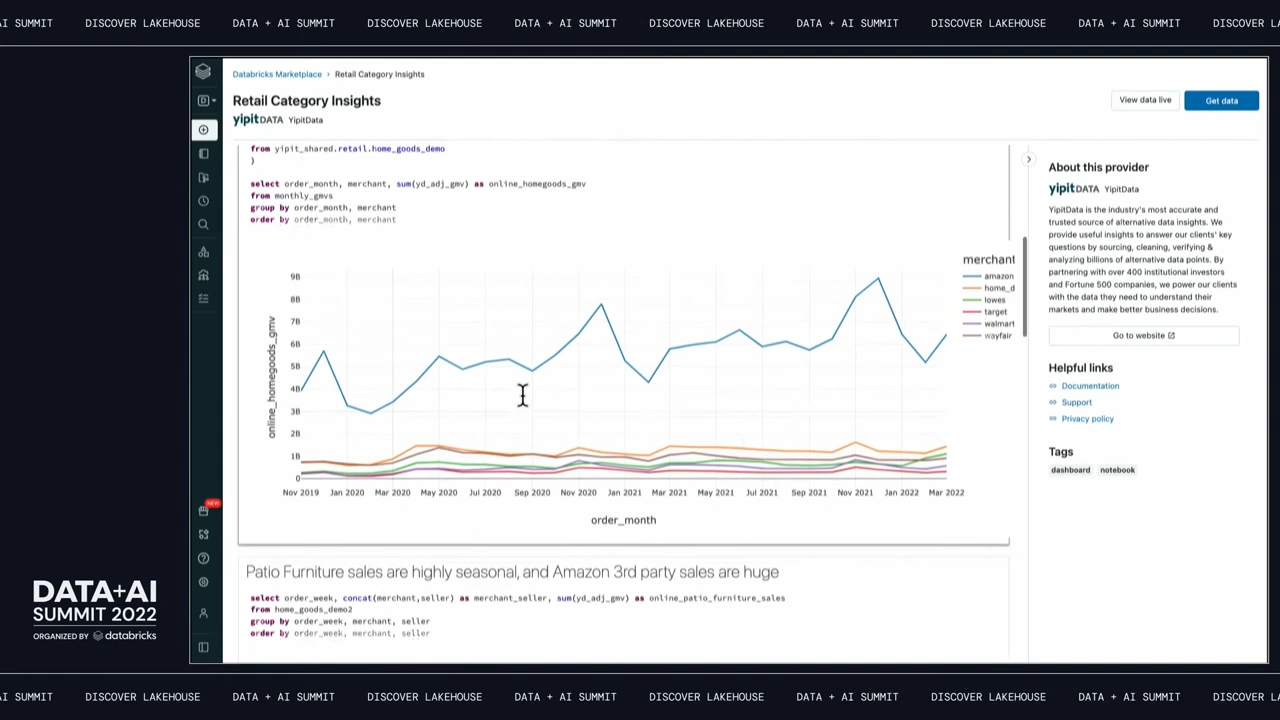 AI SUMMIT DISCOVER LAKEHOUSE DATA + AI SUMMIT DISCOVER LAKEHOUSE DATA + AI SUMMIT DISCOVER LAKEHOUSE DATA + AI SUMMIT DISCOVER LAKEHOUSE DATA + AI SUMMIT DISCOVER LA
Databricks Marketplace › Retail Category Insights
Retail Category Insights
yipitDATA YipitData
View data live
Get data
from yipit_shared.retail.home_goods_demo
)
select order_month, merchant, sum(yd_adj_gmv) as online_homegoods_gmv
from monthly_gmvs
group by order_month, merchant
order by order_month, merchant
merchant
amazon
home_d
lowes
target
walmart
wayfair
online_homegoods_gmv
9B
8B
7B
6B
5B
4B
3B
2B
1B
0
Nov 2019 Jan 2020 Mar 2020 May 2020 Jul 2020 Sep 2020 Nov 2020 Jan 2021 Mar 2021 May 2021 Jul 2021 Sep 2021 Nov 2021 Jan 2022 Mar 2022
order_month
Patio Furniture sales are highly seasonal, and Amazon 3rd party sales are huge
select order_week, concat(merchant,seller) as merchant_seller, sum(yd_adj_gmv) as online_patio_furniture_sales
from home_goods_demo2
group by order_week, merchant, seller
order by order_week, merchant, seller
About this provider
yipitDATA YipitData
YipitData is the industry's most accurate and
trusted source of alternative data insights. We
provide useful insights to answer our clients' key
questions by sourcing, cleaning, verifying &
analyzing billions of alternative data points. By
partnering with over 400 institutional investors
and Fortune 500 companies, we power our clients
with the data they need to understand their
markets and make better business decisions.
Go to website
Helpful links
Documentation
Support
Privacy policy
Tags
dashboard notebook
D
NEW
DATA+AI
SUMMIT 2022
ORGANIZED BY databricks
AI SUMMIT DISCOVER LAKEHOUSE DATA + AI SUMMIT DISCOVER LAKEHOUSE DATA + AI SUMMIT DISCOVER LAKEHOUSE DATA + AI SUMMIT DISCOVER LAKEHOUSE DATA + AI SUMMIT DISCOVER LA